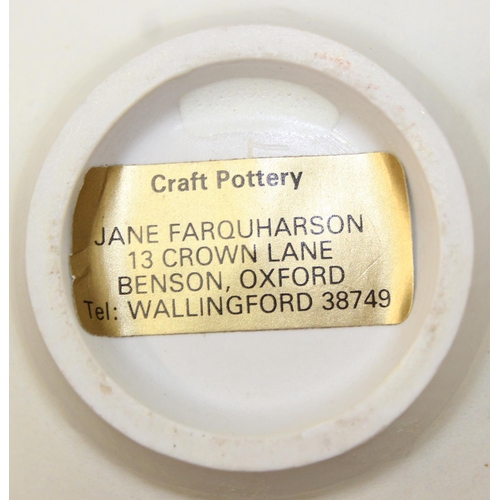 Craft Pottery
JANE FARQUHARSON
13 CROWN LANE
BENSON, OXFORD
Tel: WALLINGFORD 38749